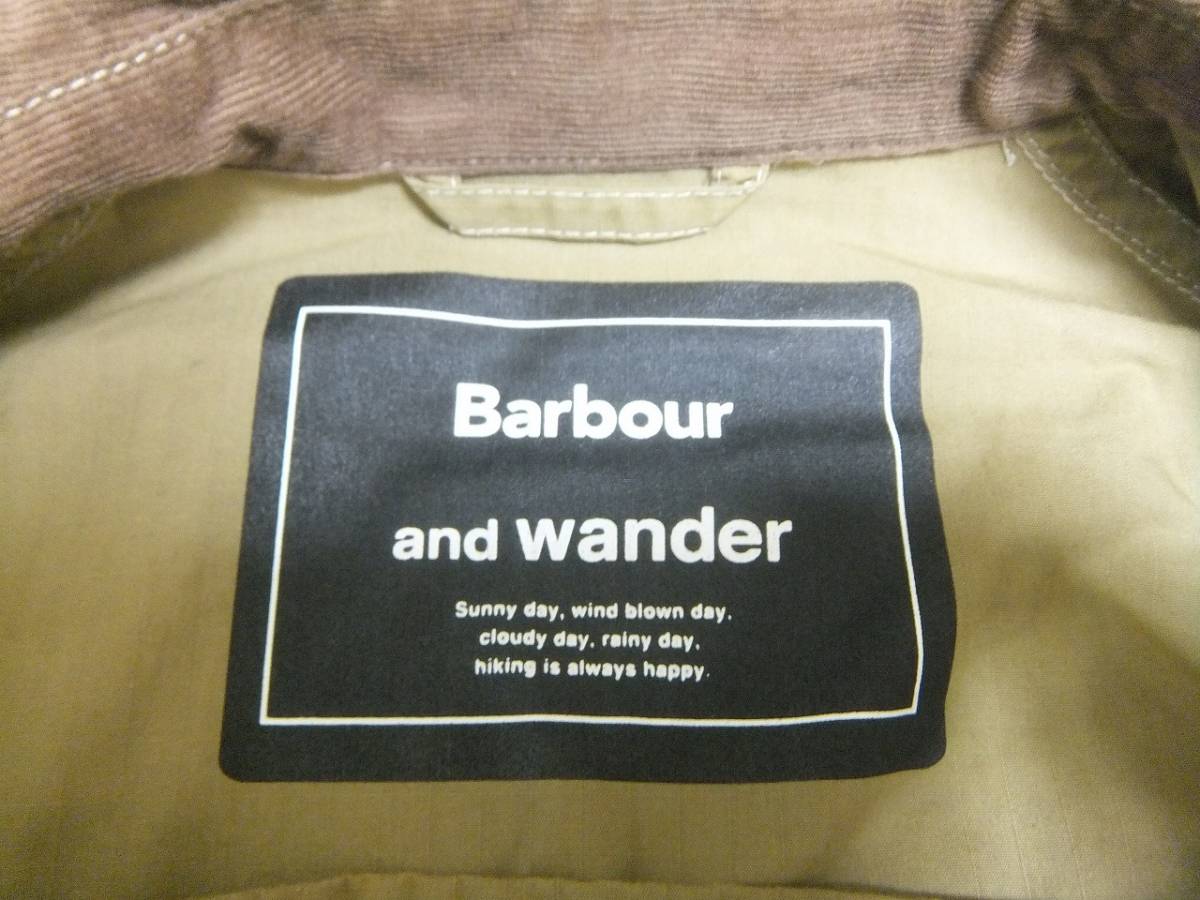 Barbour
and wander
Sunny day, wind blown day,
cloudy day, rainy day,
hiking is always happy.